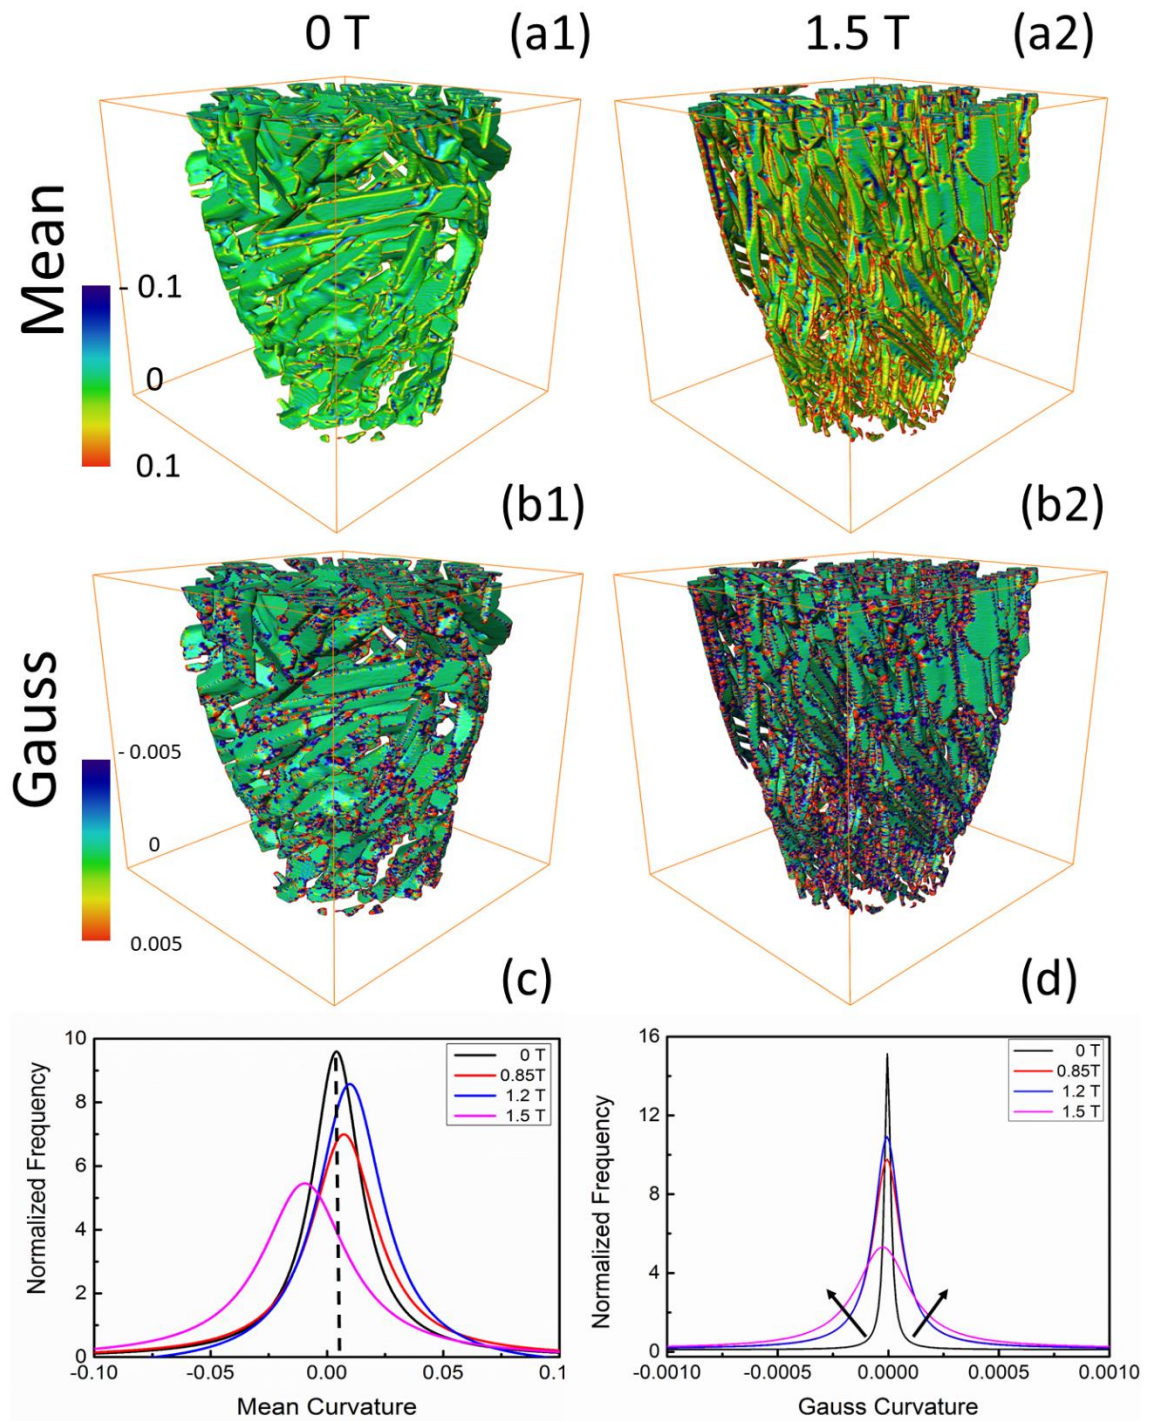 0 T (a1) 1.5 T (a2)
Mean
- 0.1
0
0.1
(b1) (b2)
Gauss
- 0.005
0
0.005
(c) (d)
Normalized Frequency
10
8
6
4
2
0
0 T
0.85T
1.2 T
1.5 T
-0.10 -0.05 0.00 0.05 0.1
Mean Curvature
Normalized Frequency
16
12
8
4
0
0 T
0.85T
1.2 T
1.5 T
-0.0010 -0.0005 0.0000 0.0005 0.0010
Gauss Curvature